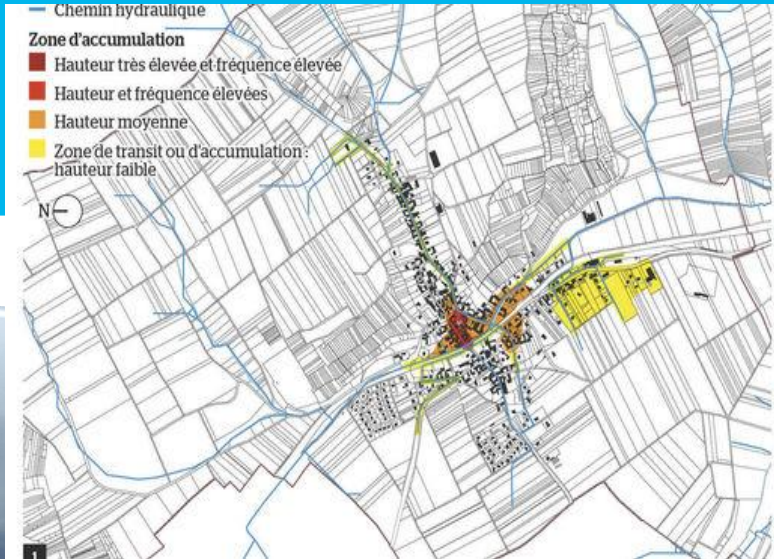 Chemin hydraulique
Zone d'accumulation
Hauteur très élevée et fréquence élevée
Hauteur et fréquence élevées
Hauteur moyenne
Zone de transit ou d'accumulation :
hauteur faible
N
1